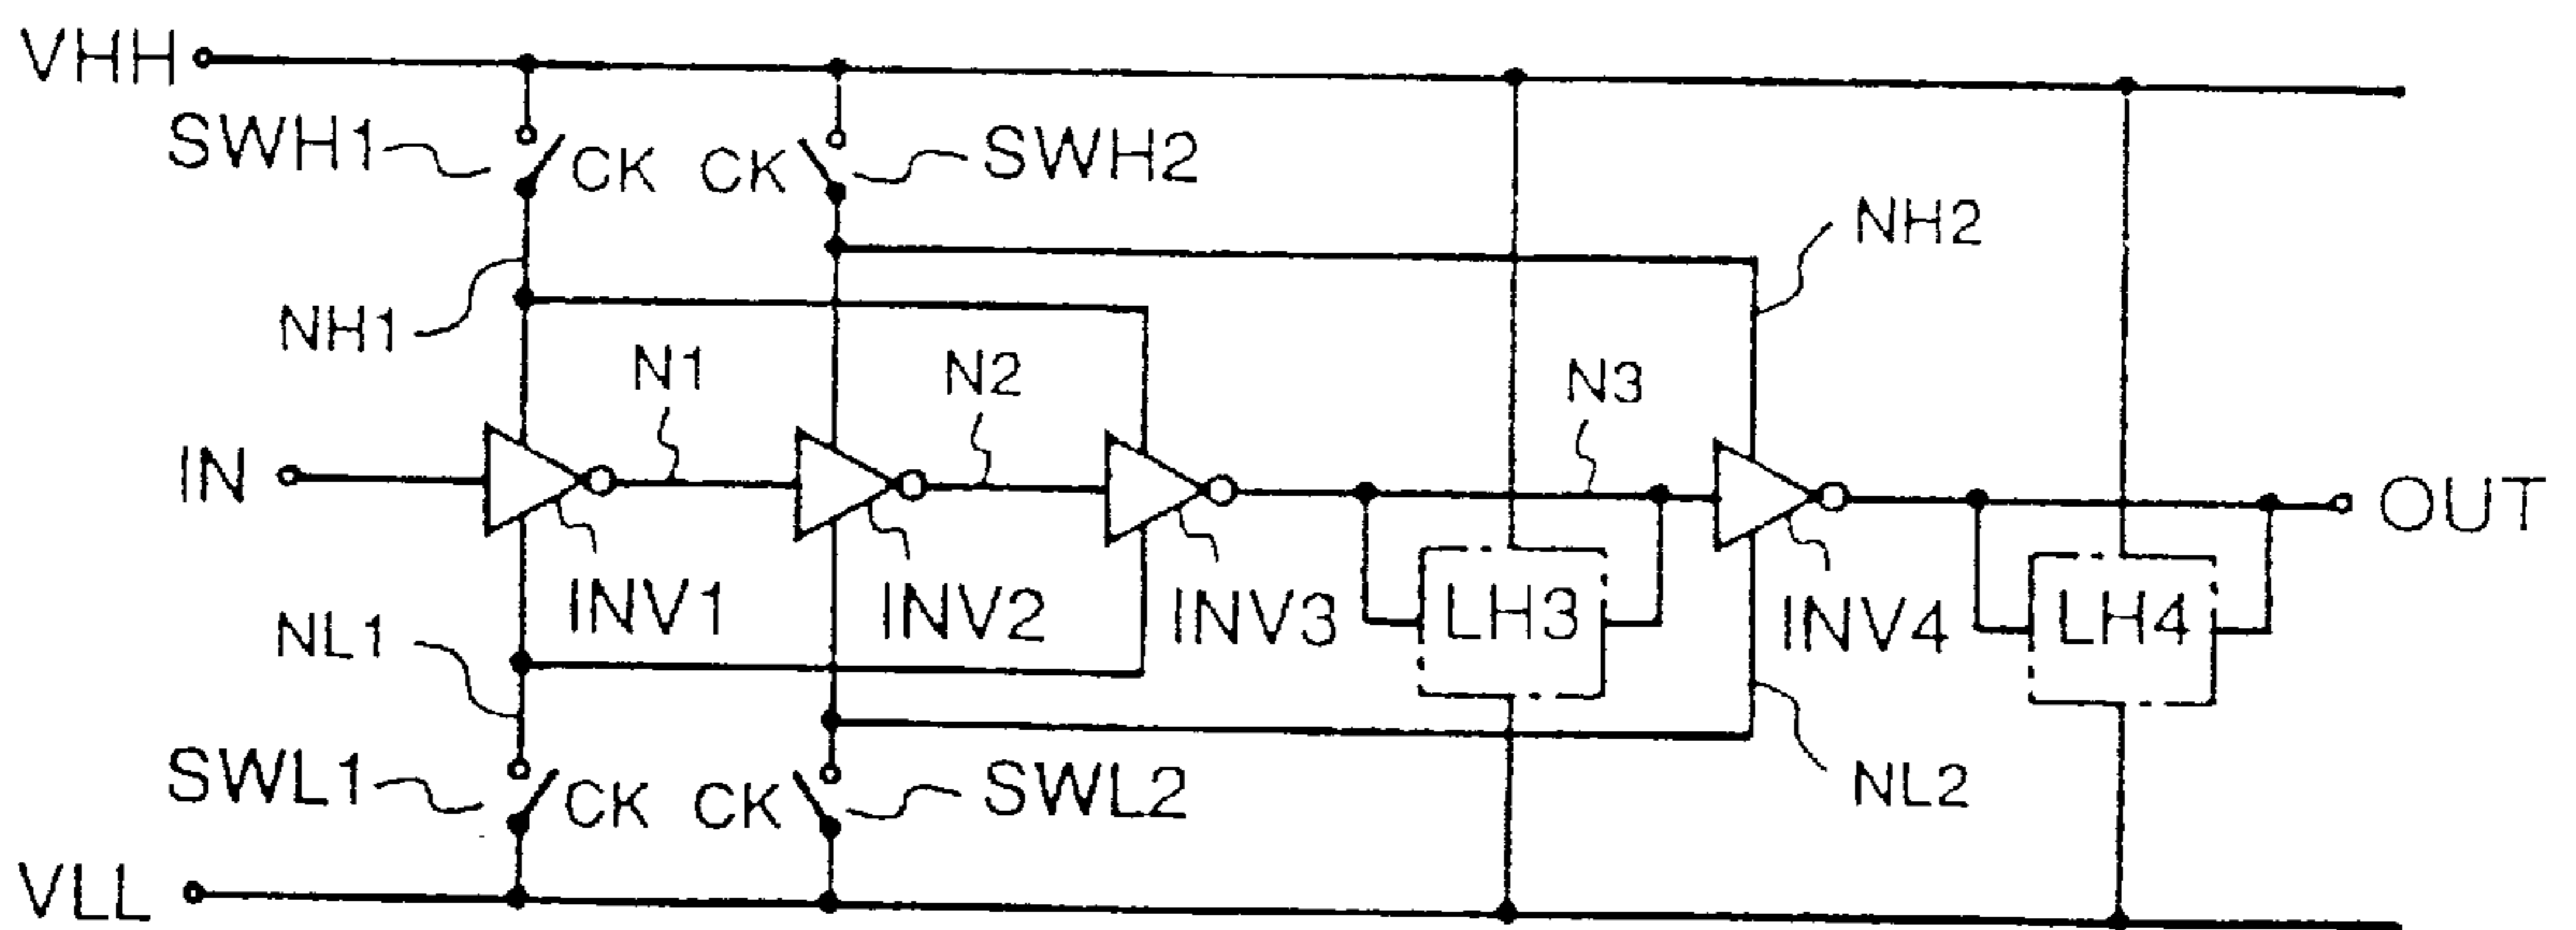 VHH
SWH1 CK CK SWH2
NH2
NH1
N1 N2 N3
IN OUT
INV1 INV2 INV3 LH3 INV4 LH4
NL1
SWL1 CK CK SWL2 NL2
VLL